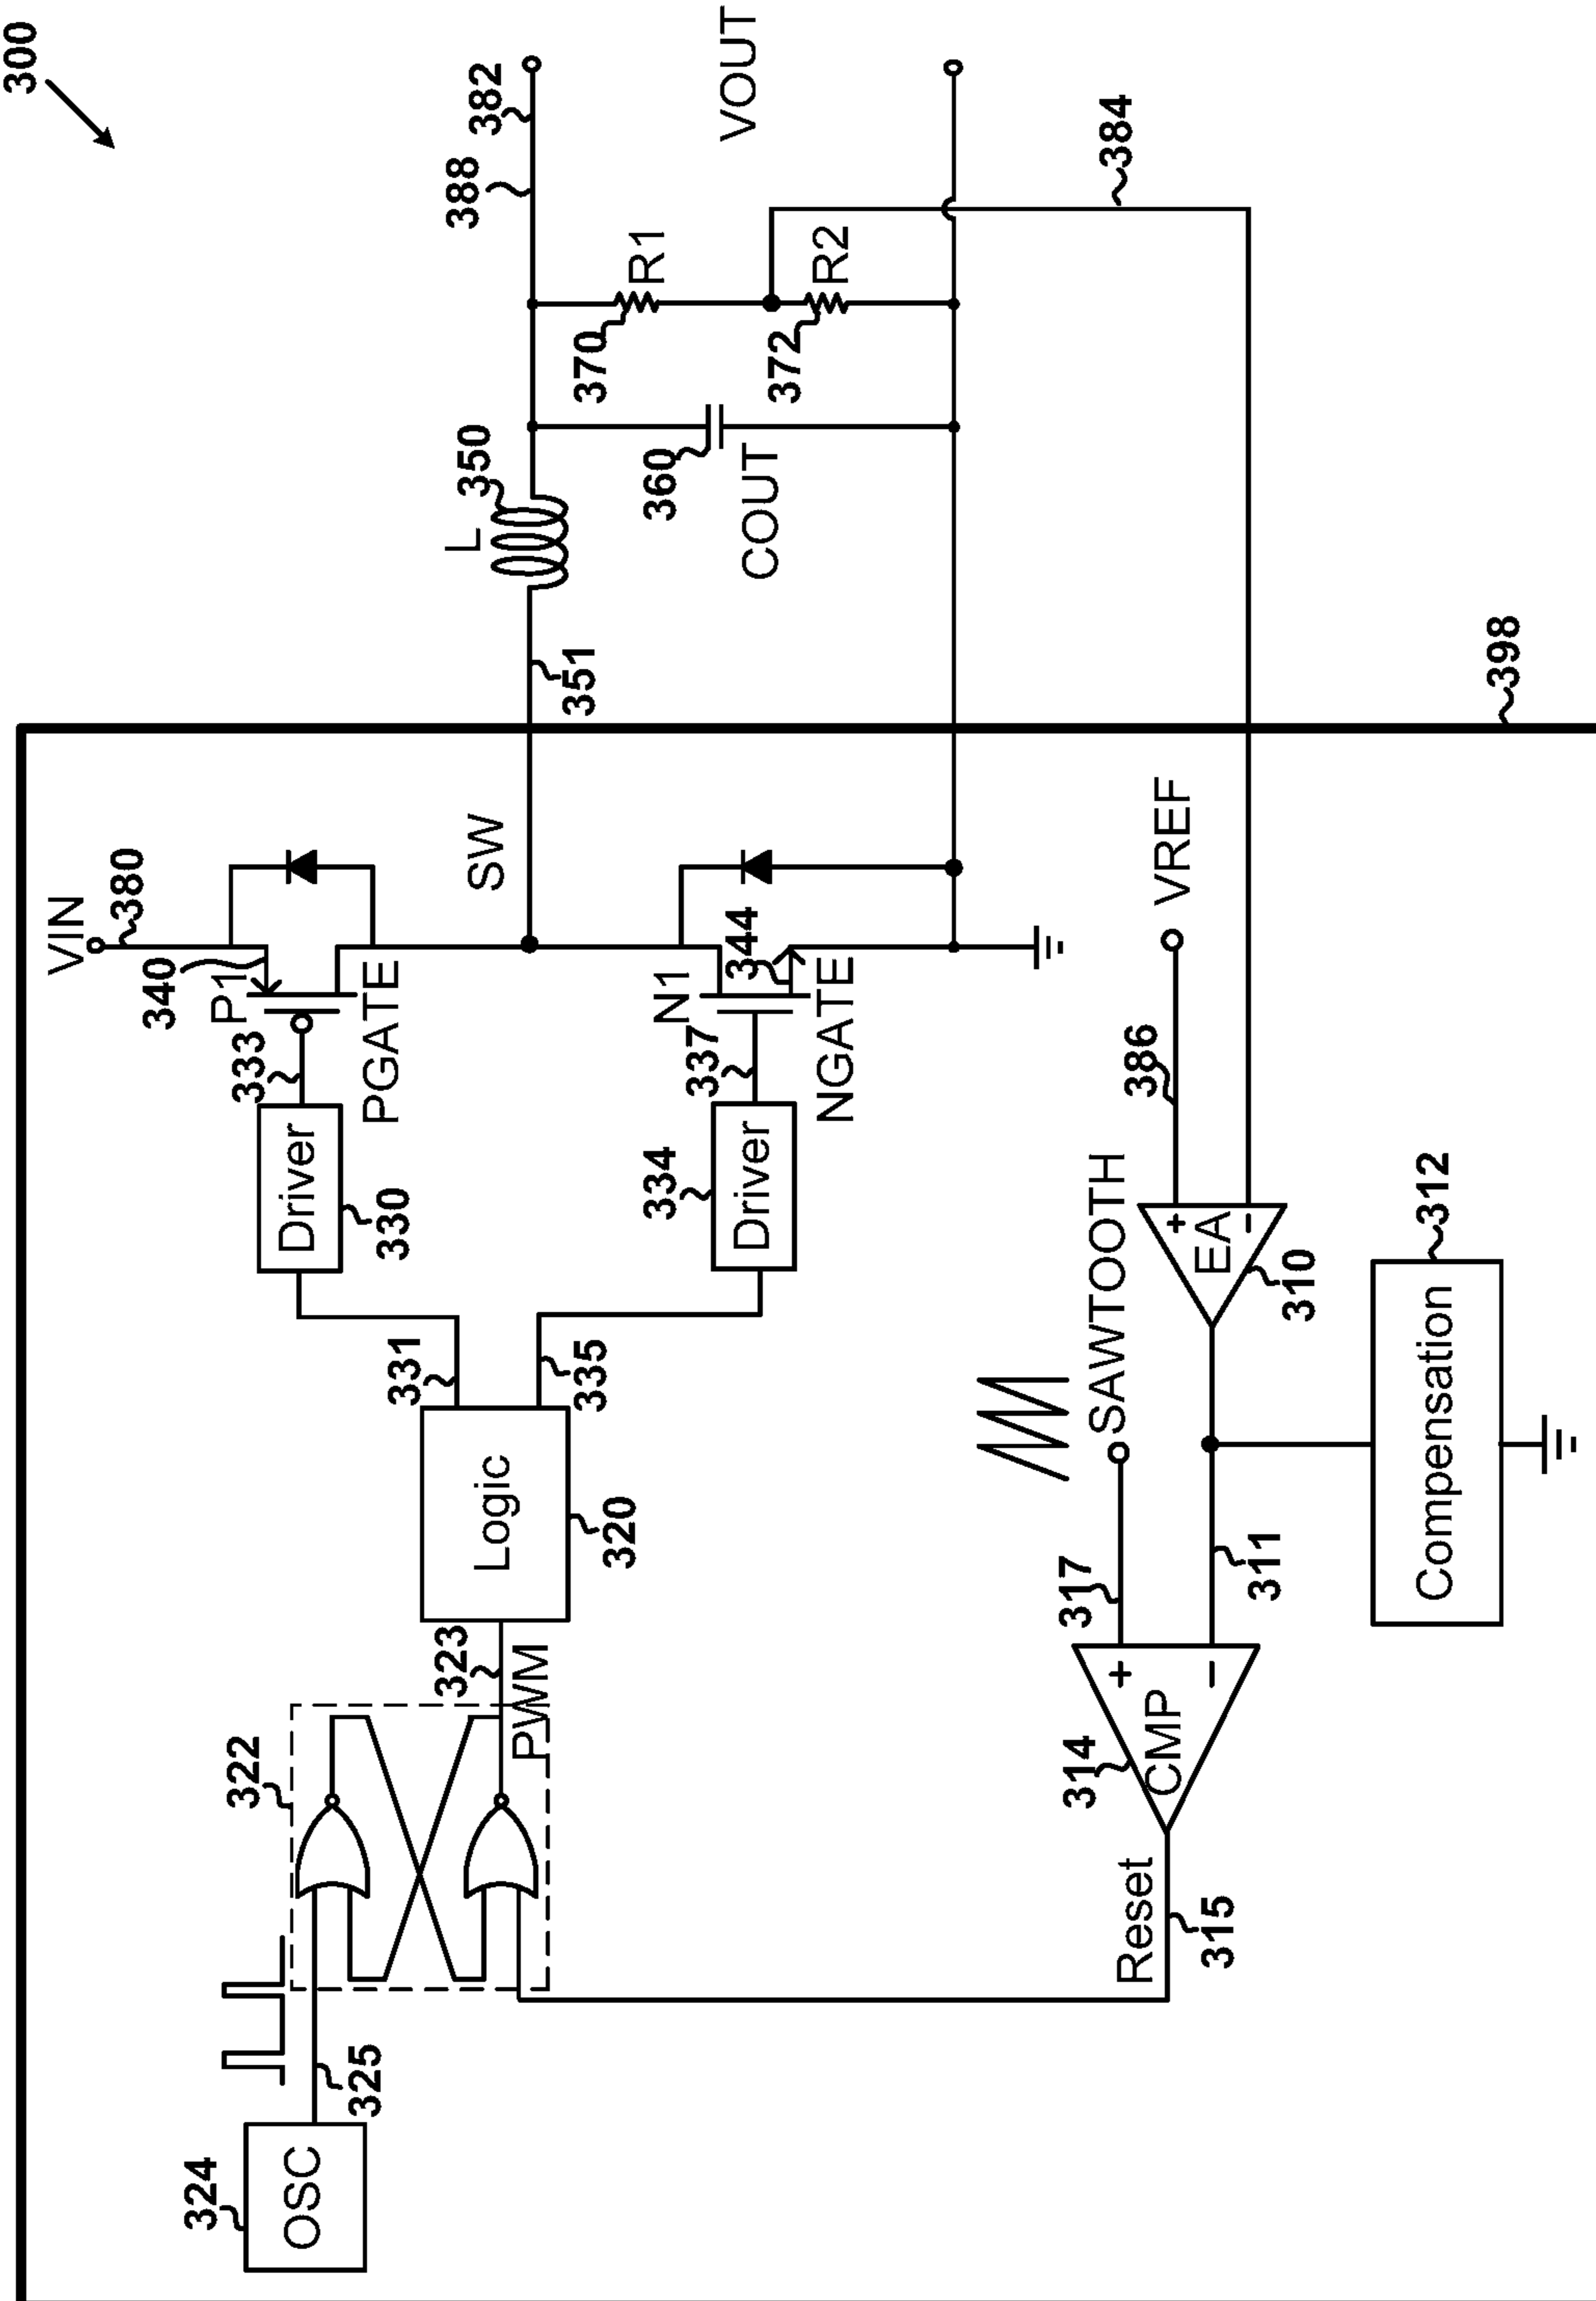 300
VIN
380
340
P1
333
Driver
330
PGATE
SW
351
L
350
388
382
R1
370
360
COUT
R2
372
VOUT
384
324
OSC
325
322
323
PWM
Logic
320
331
335
334
Driver
337
N1
344
NGATE
Reset
315
314
CMP
+
−
317
SAWTOOTH
311
386
VREF
+
EA
−
310
Compensation
312
398